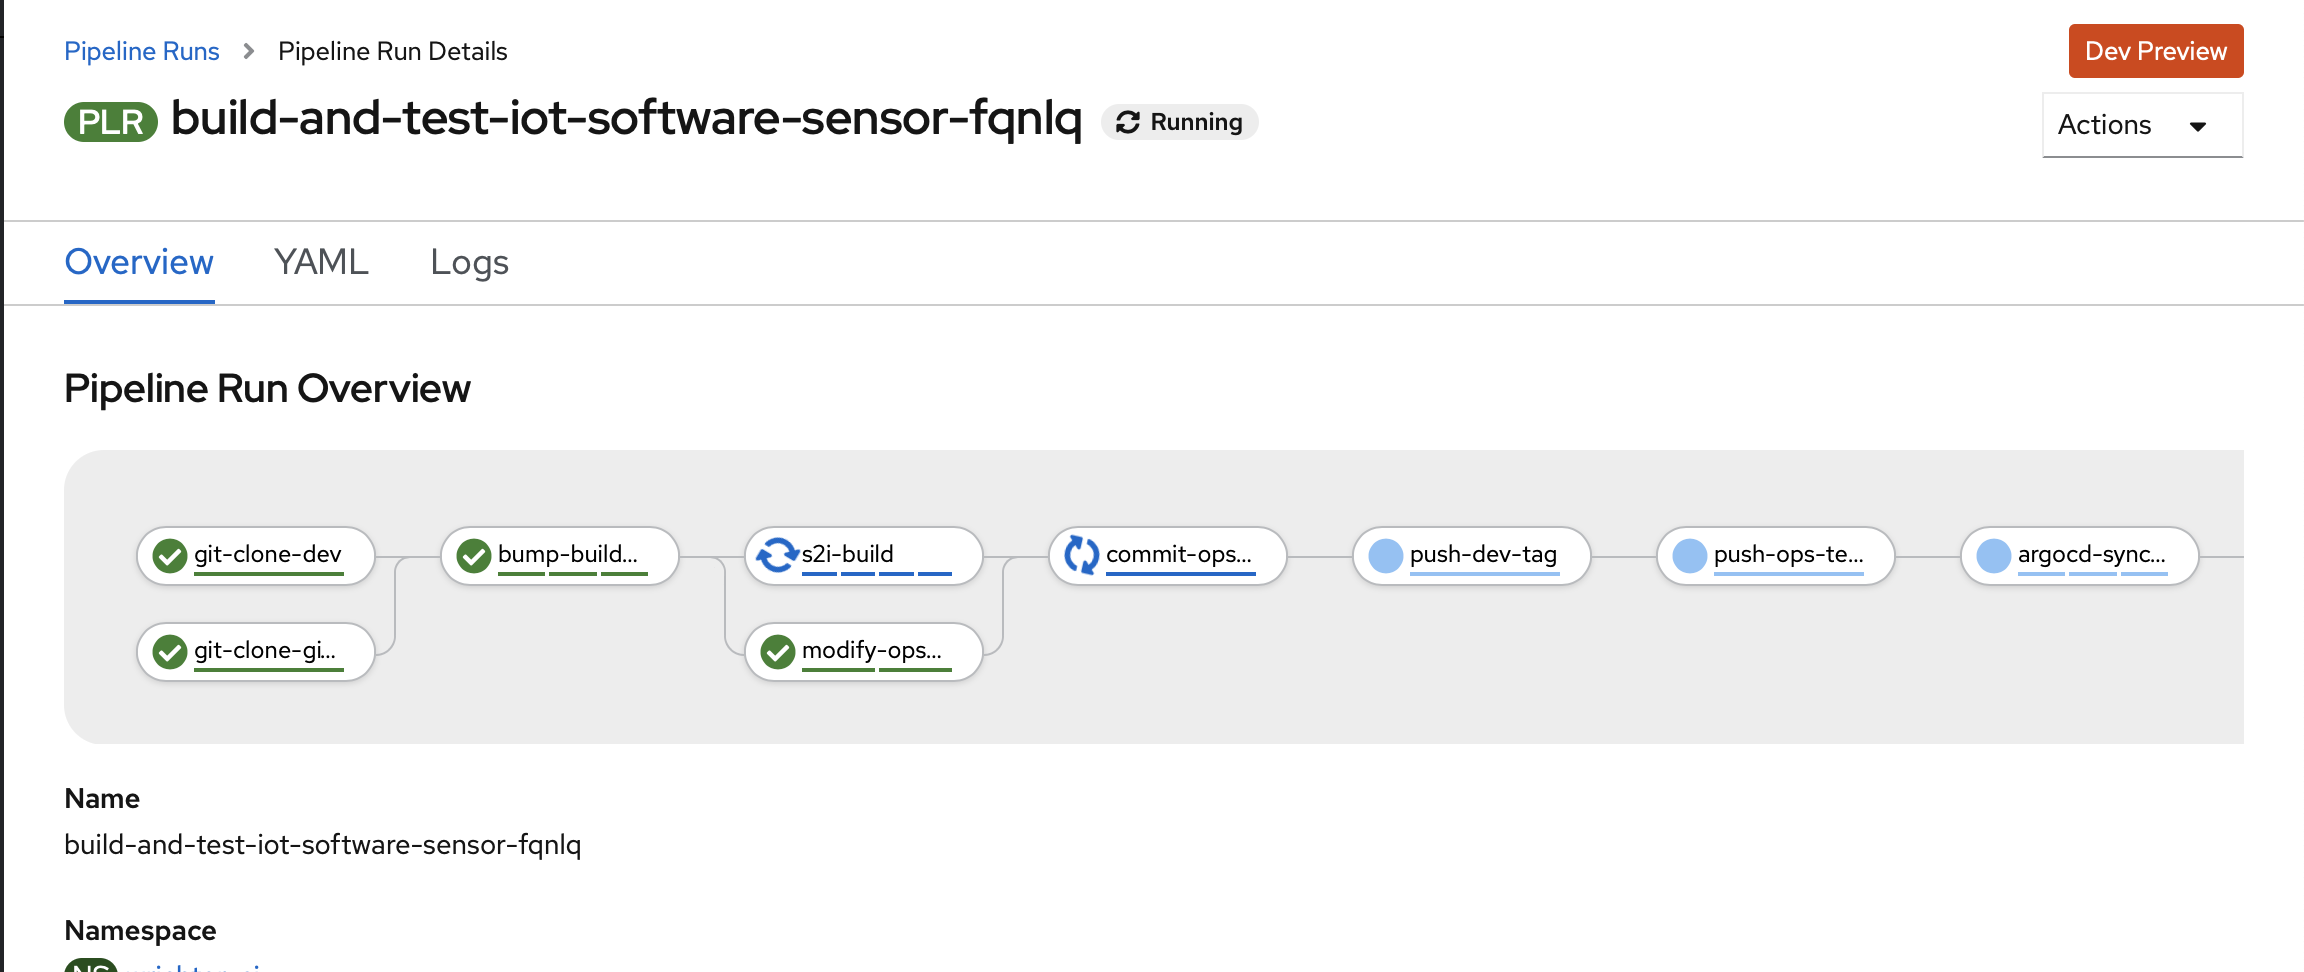 Pipeline Runs > Pipeline Run Details
Dev Preview
PLR build-and-test-iot-software-sensor-fqnlq Running
Actions
Overview YAML Logs
Pipeline Run Overview
git-clone-dev bump-build... s2i-build commit-ops... push-dev-tag push-ops-te... argocd-sync...
git-clone-gi... modify-ops...
Name
build-and-test-iot-software-sensor-fqnlq
Namespace
NS